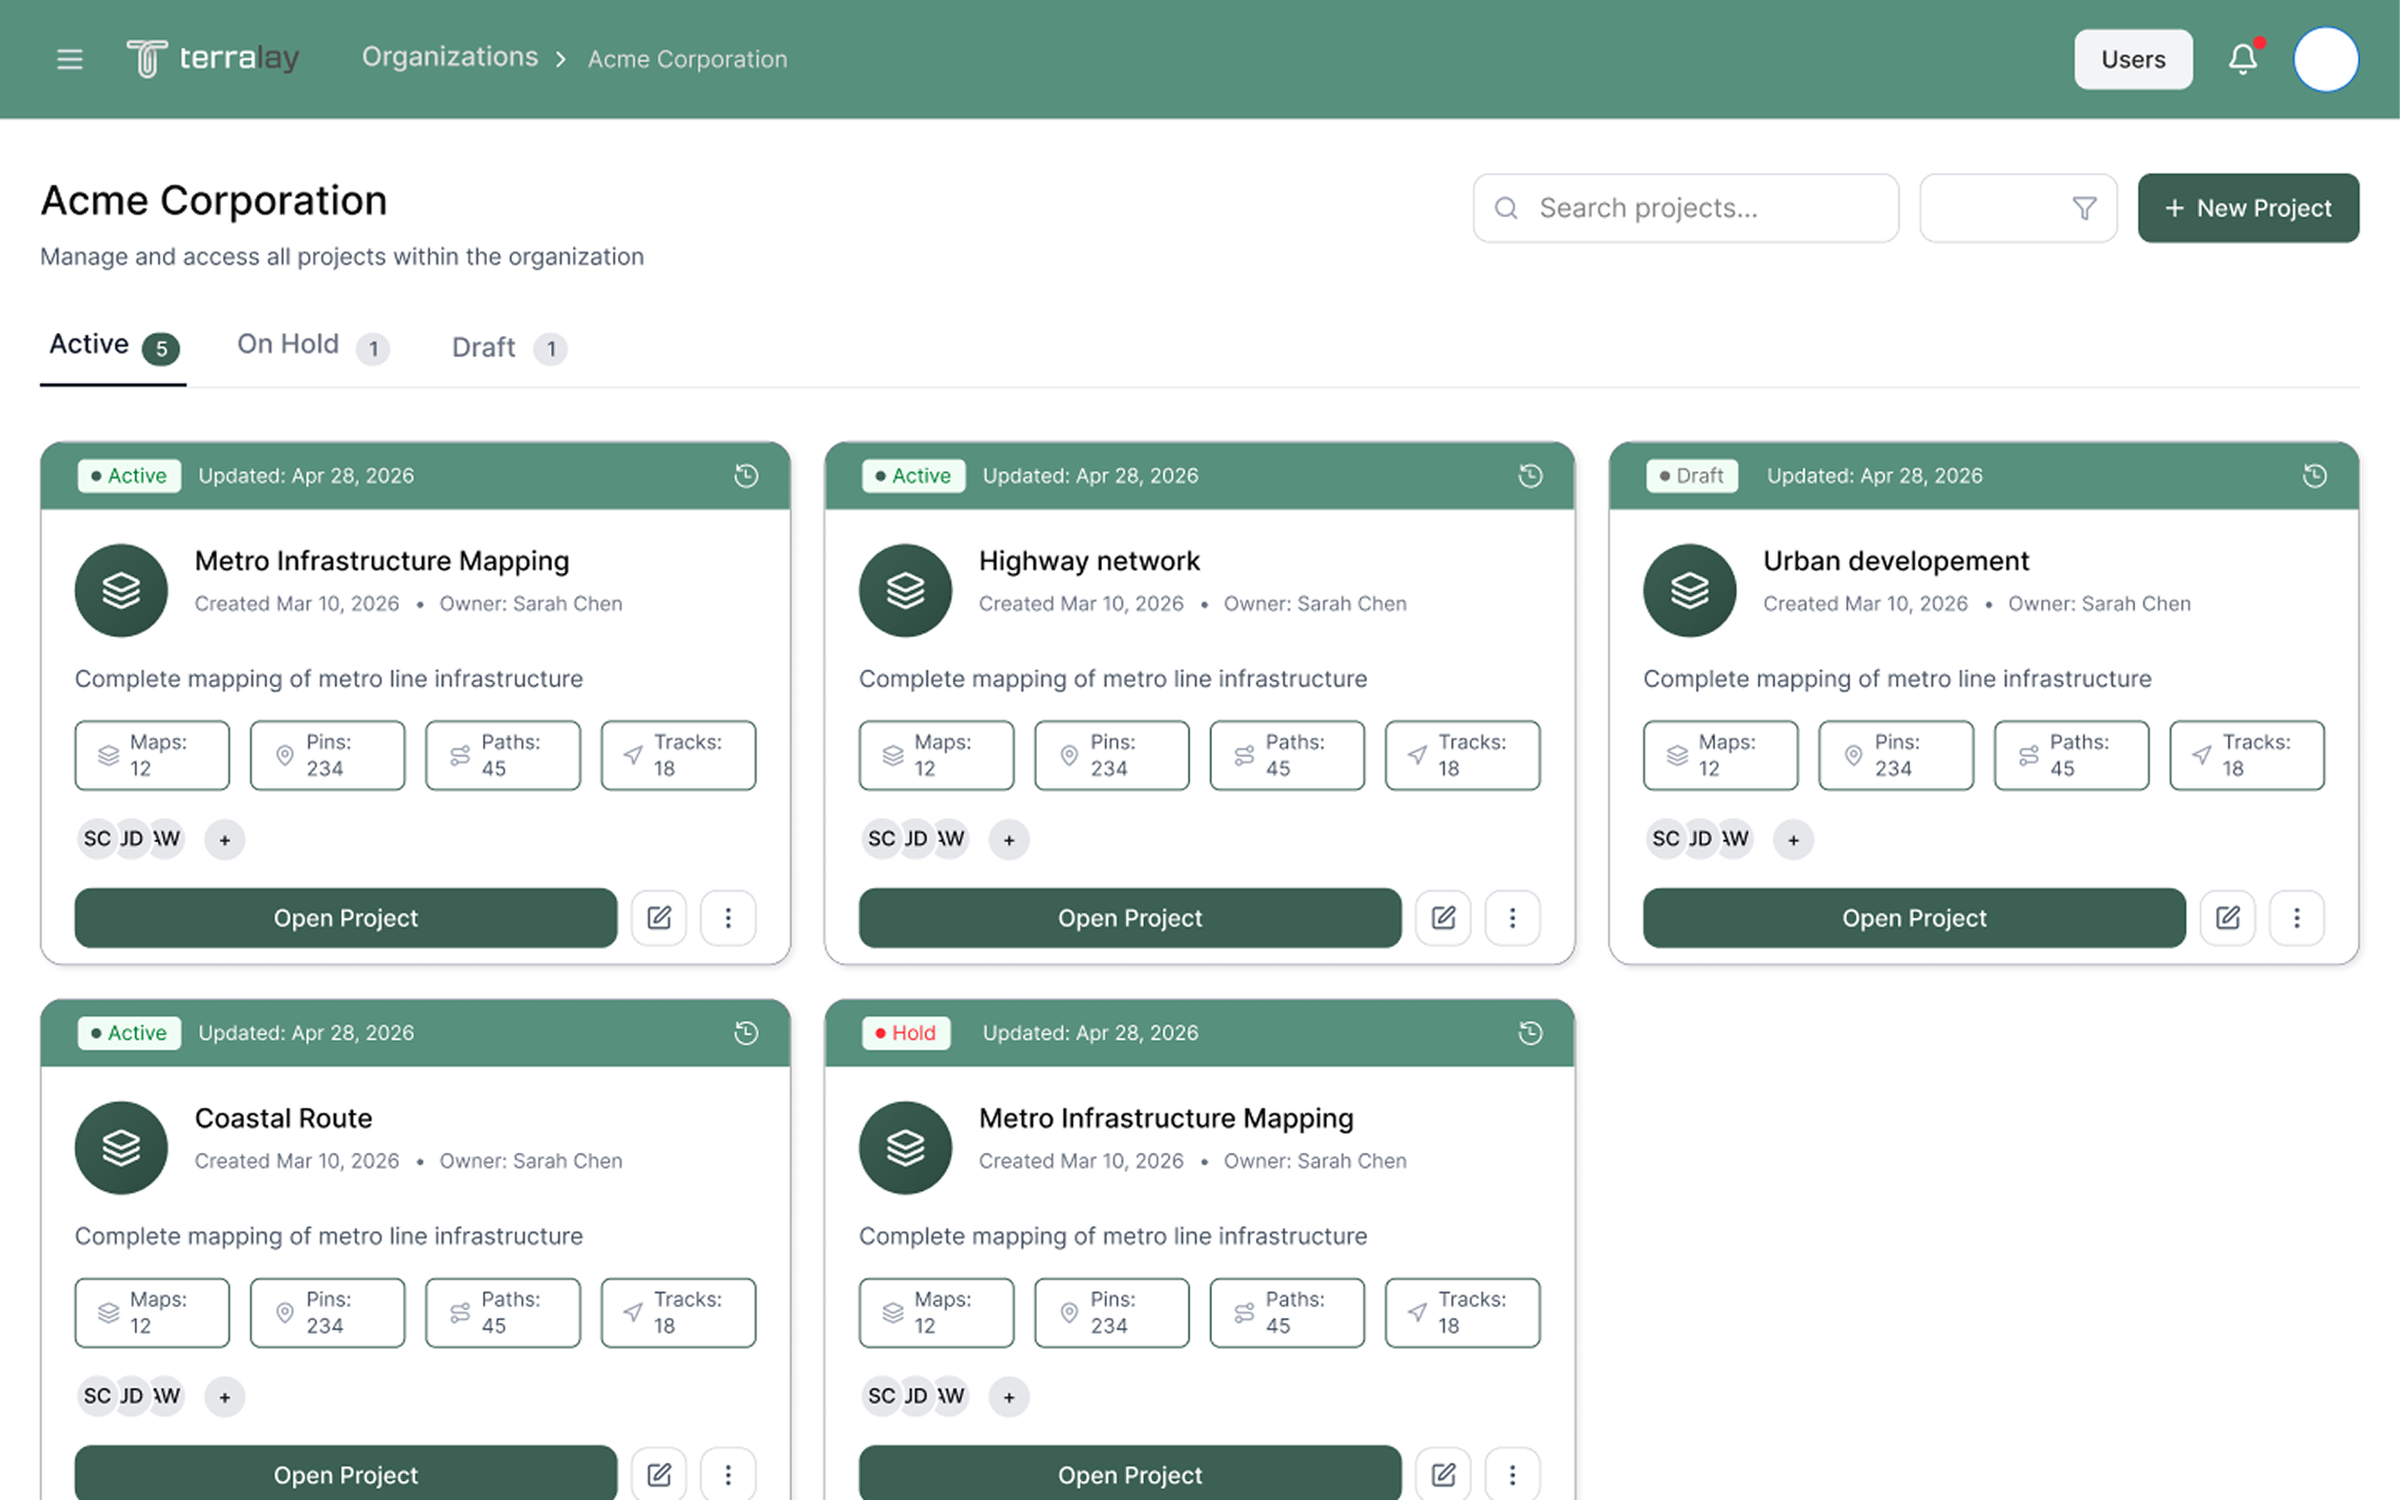 terralay
Organizations > Acme Corporation
Users
Acme Corporation
Manage and access all projects within the organization
Search projects...
+ New Project
Active 5
On Hold 1
Draft 1
Active Updated: Apr 28, 2026
Metro Infrastructure Mapping
Created Mar 10, 2026 • Owner: Sarah Chen
Complete mapping of metro line infrastructure
Maps: 12
Pins: 234
Paths: 45
Tracks: 18
SC JD AW +
Open Project
Active Updated: Apr 28, 2026
Highway network
Created Mar 10, 2026 • Owner: Sarah Chen
Complete mapping of metro line infrastructure
Maps: 12
Pins: 234
Paths: 45
Tracks: 18
SC JD AW +
Open Project
Draft Updated: Apr 28, 2026
Urban developement
Created Mar 10, 2026 • Owner: Sarah Chen
Complete mapping of metro line infrastructure
Maps: 12
Pins: 234
Paths: 45
Tracks: 18
SC JD AW +
Open Project
Active Updated: Apr 28, 2026
Coastal Route
Created Mar 10, 2026 • Owner: Sarah Chen
Complete mapping of metro line infrastructure
Maps: 12
Pins: 234
Paths: 45
Tracks: 18
SC JD AW +
Open Project
Hold Updated: Apr 28, 2026
Metro Infrastructure Mapping
Created Mar 10, 2026 • Owner: Sarah Chen
Complete mapping of metro line infrastructure
Maps: 12
Pins: 234
Paths: 45
Tracks: 18
SC JD AW +
Open Project